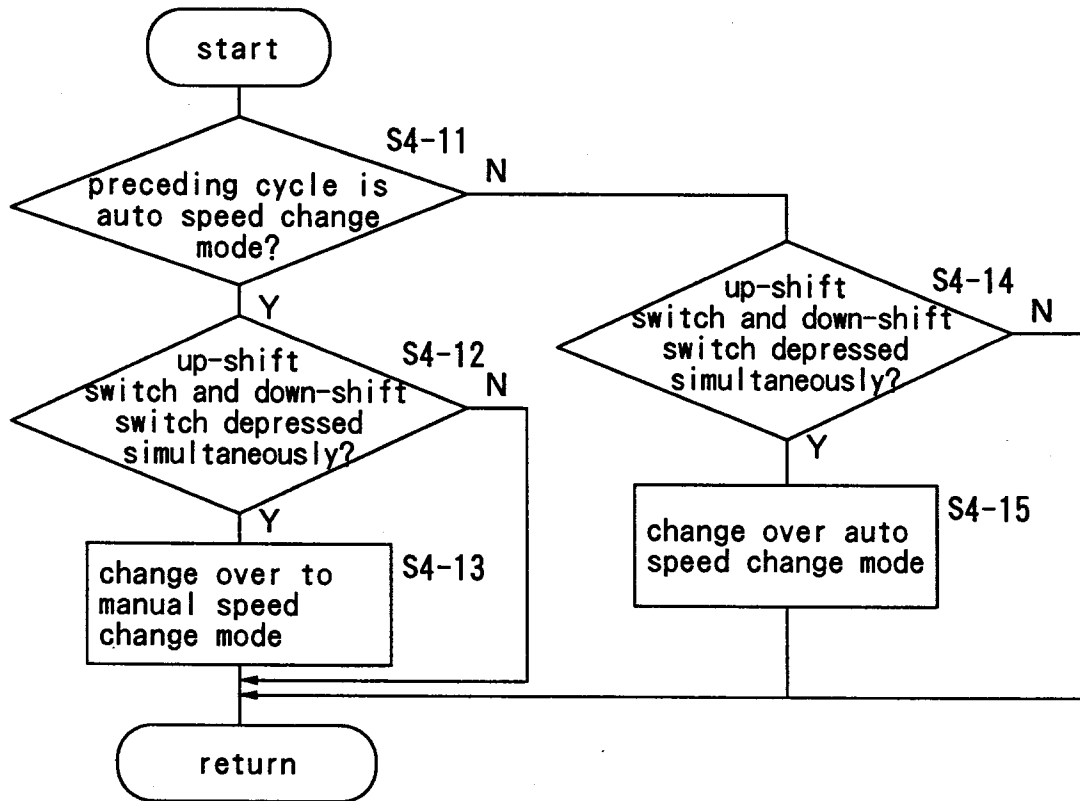 start
S4-11
N
preceding cycle is
auto speed change
mode?
Y
S4-12
N
up-shift
switch and down-shift
switch depressed
simultaneously?
Y
S4-13
change over to
manual speed
change mode
S4-14
N
up-shift
switch and down-shift
switch depressed
simultaneously?
Y
S4-15
change over auto
speed change mode
return